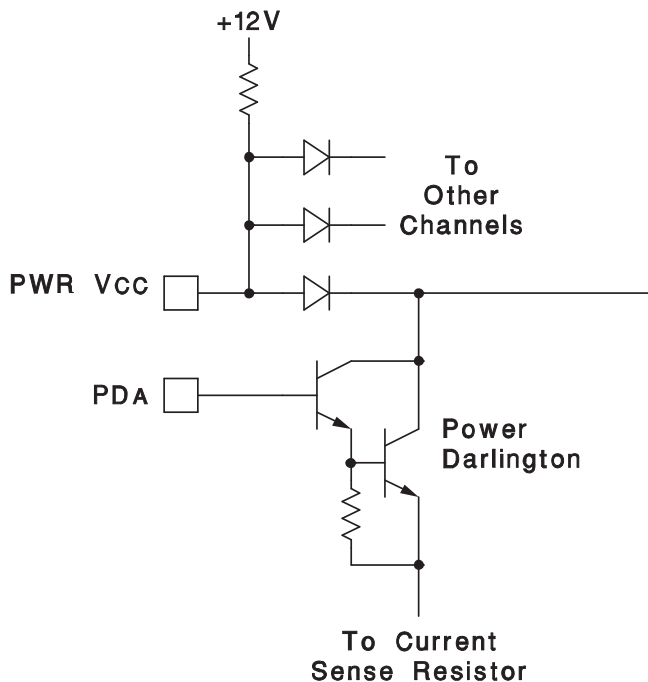 +12V
To
Other
Channels
PWR VCC
PDA
Power
Darlington
To Current
Sense Resistor